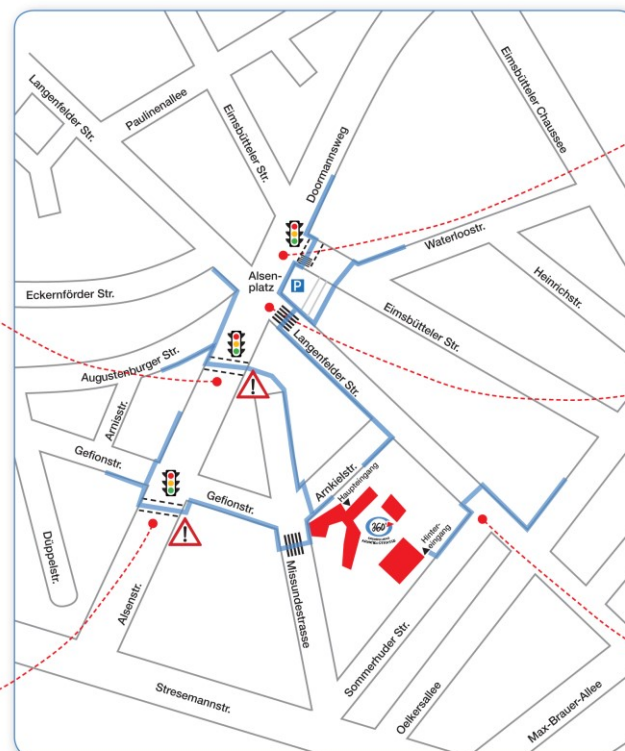 Langenfelder Str.
Paulinenallee
Eimsbütteler Str.
Doormannsweg
Eimsbütteler Chaussee
Waterloostr.
Heinrichstr.
Alsen-
platz
P
Eckernförder Str.
Eimsbütteler Str.
Langenfelder Str.
Augustenburger Str.
!
Arnisstr.
Gefionstr.
Gefionstr.
Arnkielstr.
Haupteingang
360°
Hinter-
eingang
!
Düppelstr.
Alsenstr.
Missundestrasse
Sommerhuder Str.
Oelkersallee
Stresemannstr.
Max-Brauer-Allee